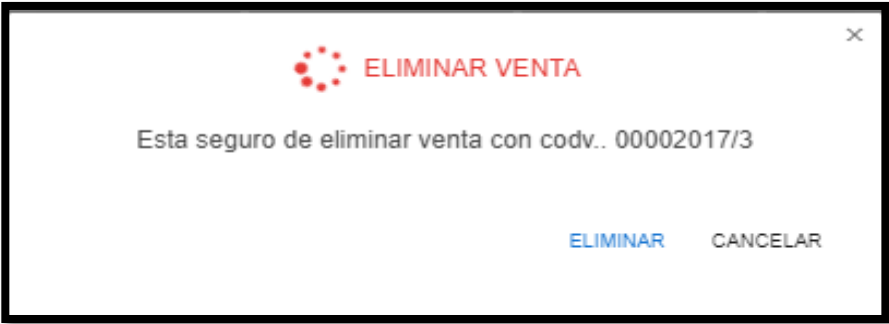 ELIMINAR VENTA
Esta seguro de eliminar venta con codv.. 00002017/3
ELIMINAR CANCELAR